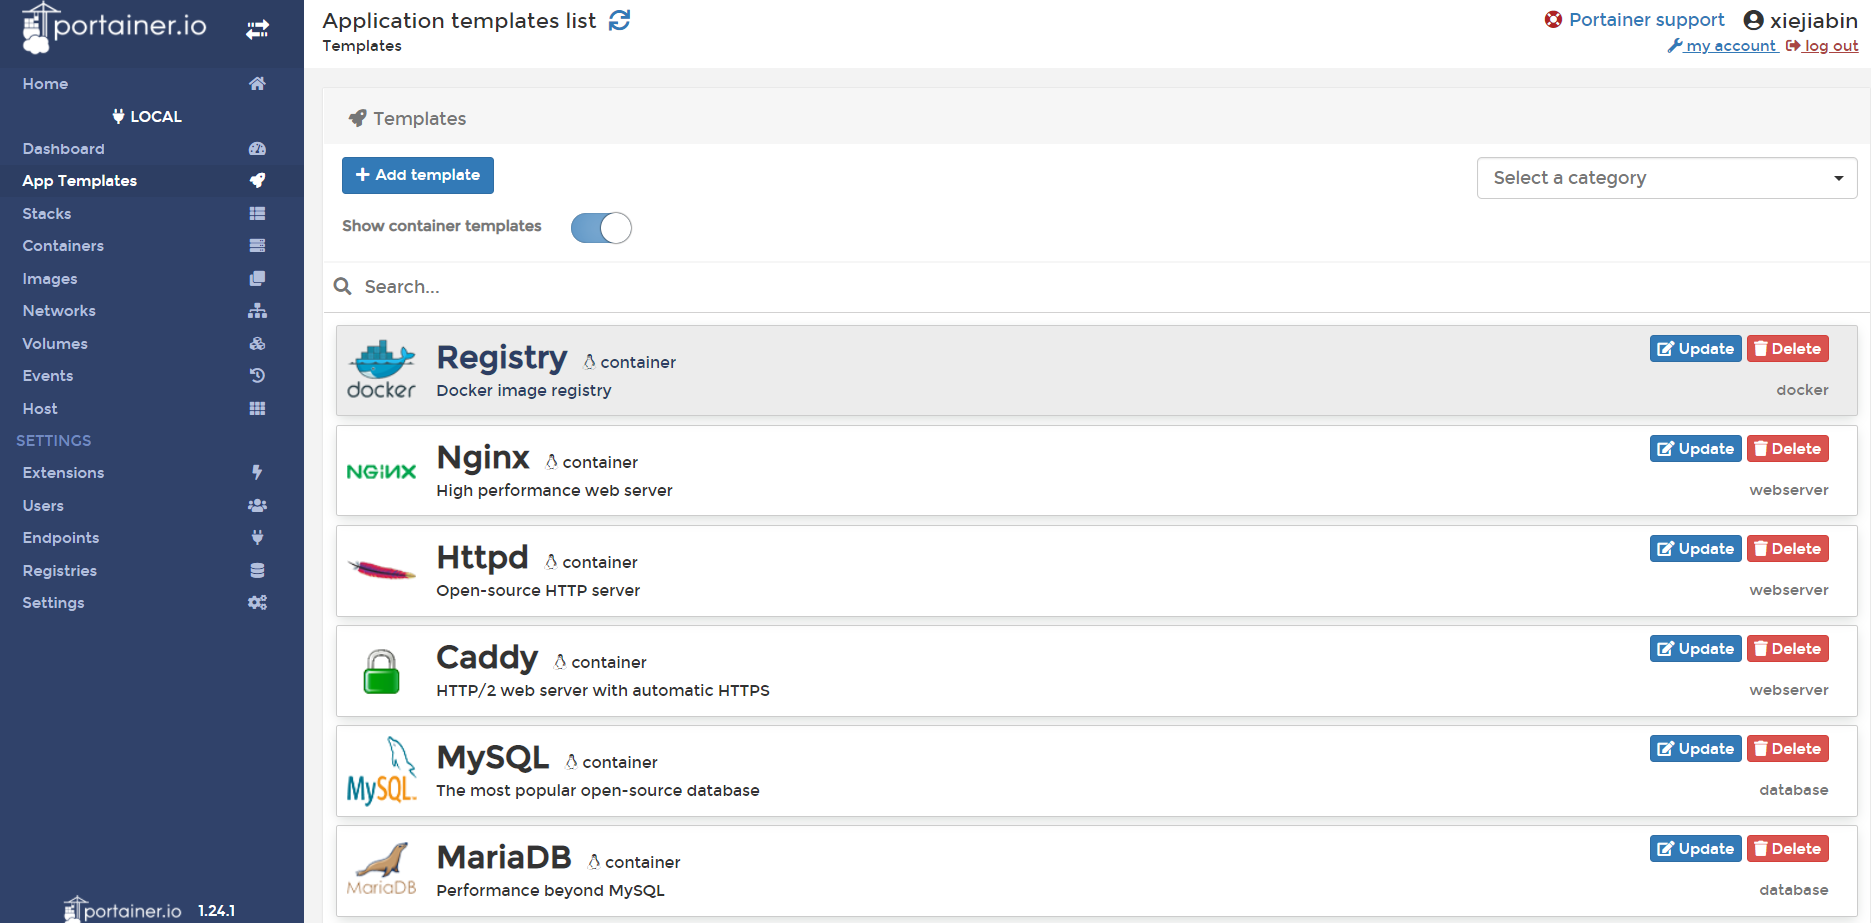 portainer.io
Home
LOCAL
Dashboard
App Templates
Stacks
Containers
Images
Networks
Volumes
Events
Host
SETTINGS
Extensions
Users
Endpoints
Registries
Settings
portainer.io 1.24.1
Application templates list
Templates
Portainer support xiejiabin
my account log out
Templates
Add template
Select a category
Show container templates
Search...
docker
Registry container
Docker image registry
Update Delete
docker
NGINX
Nginx container
High performance web server
Update Delete
webserver
Httpd container
Open-source HTTP server
Update Delete
webserver
Caddy container
HTTP/2 web server with automatic HTTPS
Update Delete
webserver
MySQL
MySQL container
The most popular open-source database
Update Delete
database
MariaDB
MariaDB container
Performance beyond MySQL
Update Delete
database